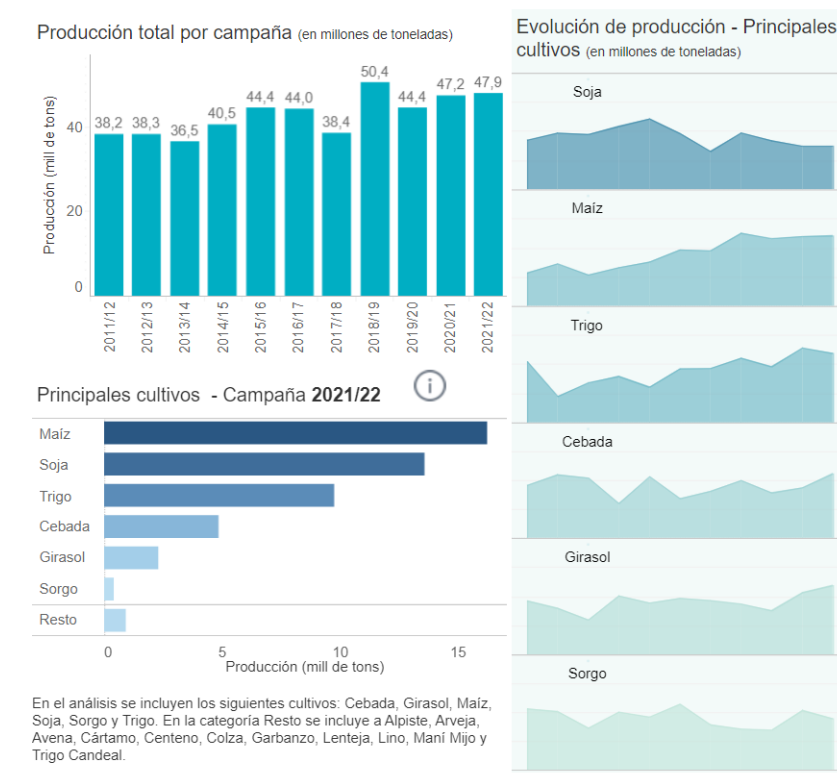 Producción total por campaña (en millones de toneladas)
Producción (mill de tons)
40
20
0
38,2
38,3
36,5
40,5
44,4
44,0
38,4
50,4
44,4
47,2
47,9
2011/12
2012/13
2013/14
2014/15
2015/16
2016/17
2017/18
2018/19
2019/20
2020/21
2021/22
Principales cultivos - Campaña 2021/22
i
Maíz
Soja
Trigo
Cebada
Girasol
Sorgo
Resto
0
5
10
15
Producción (mill de tons)
En el análisis se incluyen los siguientes cultivos: Cebada, Girasol, Maíz,
Soja, Sorgo y Trigo. En la categoría Resto se incluye a Alpiste, Arveja,
Avena, Cártamo, Centeno, Colza, Garbanzo, Lenteja, Lino, Maní Mijo y
Trigo Candeal.
Evolución de producción - Principales
cultivos (en millones de toneladas)
Soja
Maíz
Trigo
Cebada
Girasol
Sorgo